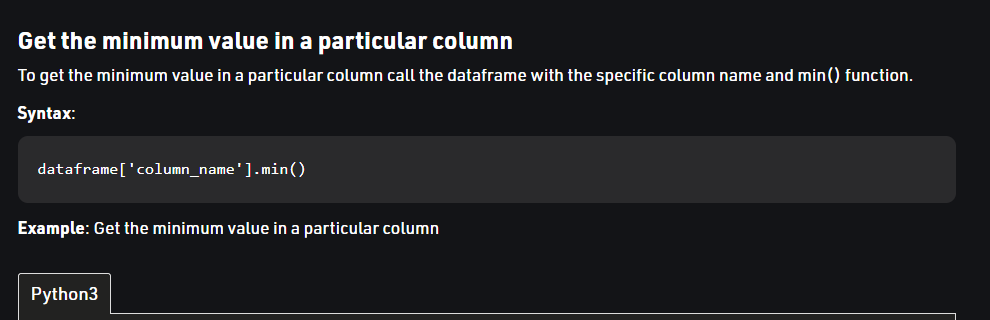 Get the minimum value in a particular column
To get the minimum value in a particular column call the dataframe with the specific column name and min() function.
Syntax:
dataframe['column_name'].min()
Example: Get the minimum value in a particular column
Python3